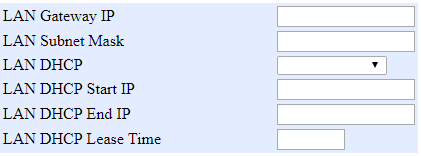 LAN Gateway IP
LAN Subnet Mask
LAN DHCP
LAN DHCP Start IP
LAN DHCP End IP
LAN DHCP Lease Time